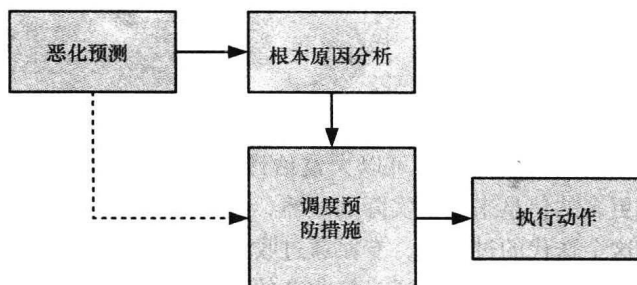 恶化预测
根本原因分析
调度预
防措施
执行动作